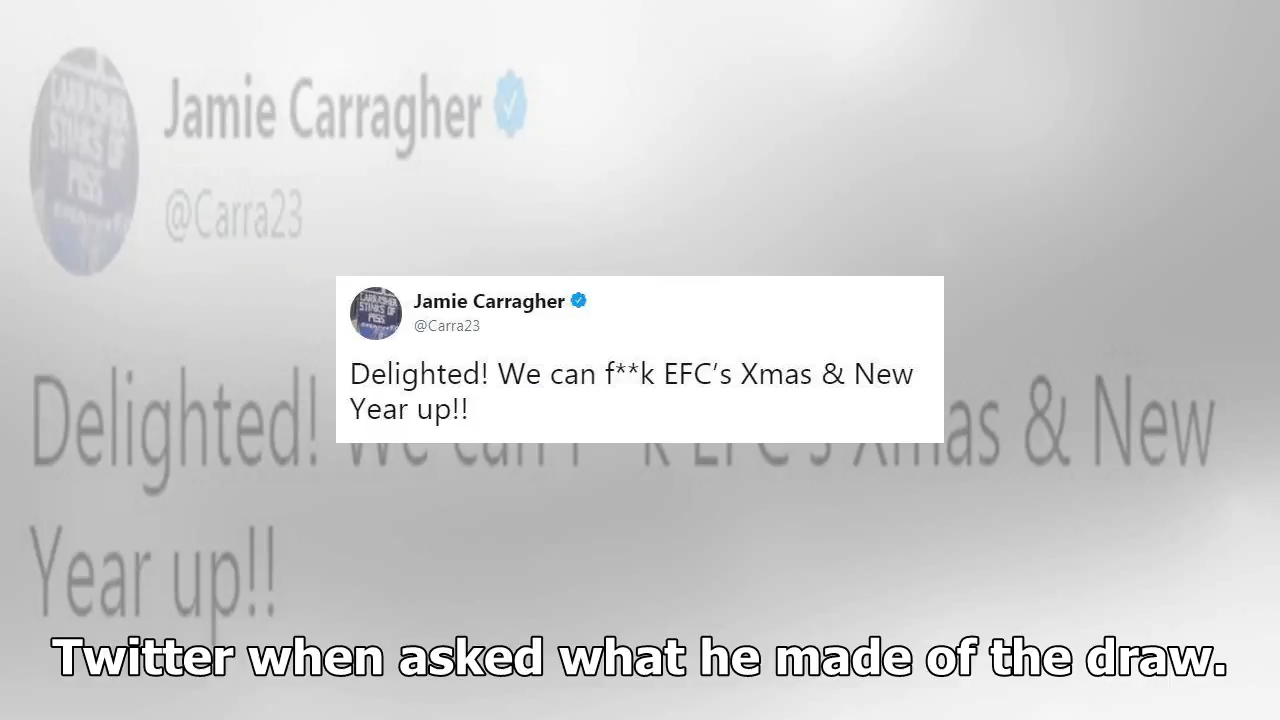 Jamie Carragher
@Carra23
Jamie Carragher
@Carra23
Delighted! We can f**k EFC’s Xmas & New
Year up!!
Delighted! We can f**k EFC’s Xmas & New
Year up!!
Twitter when asked what he made of the draw.